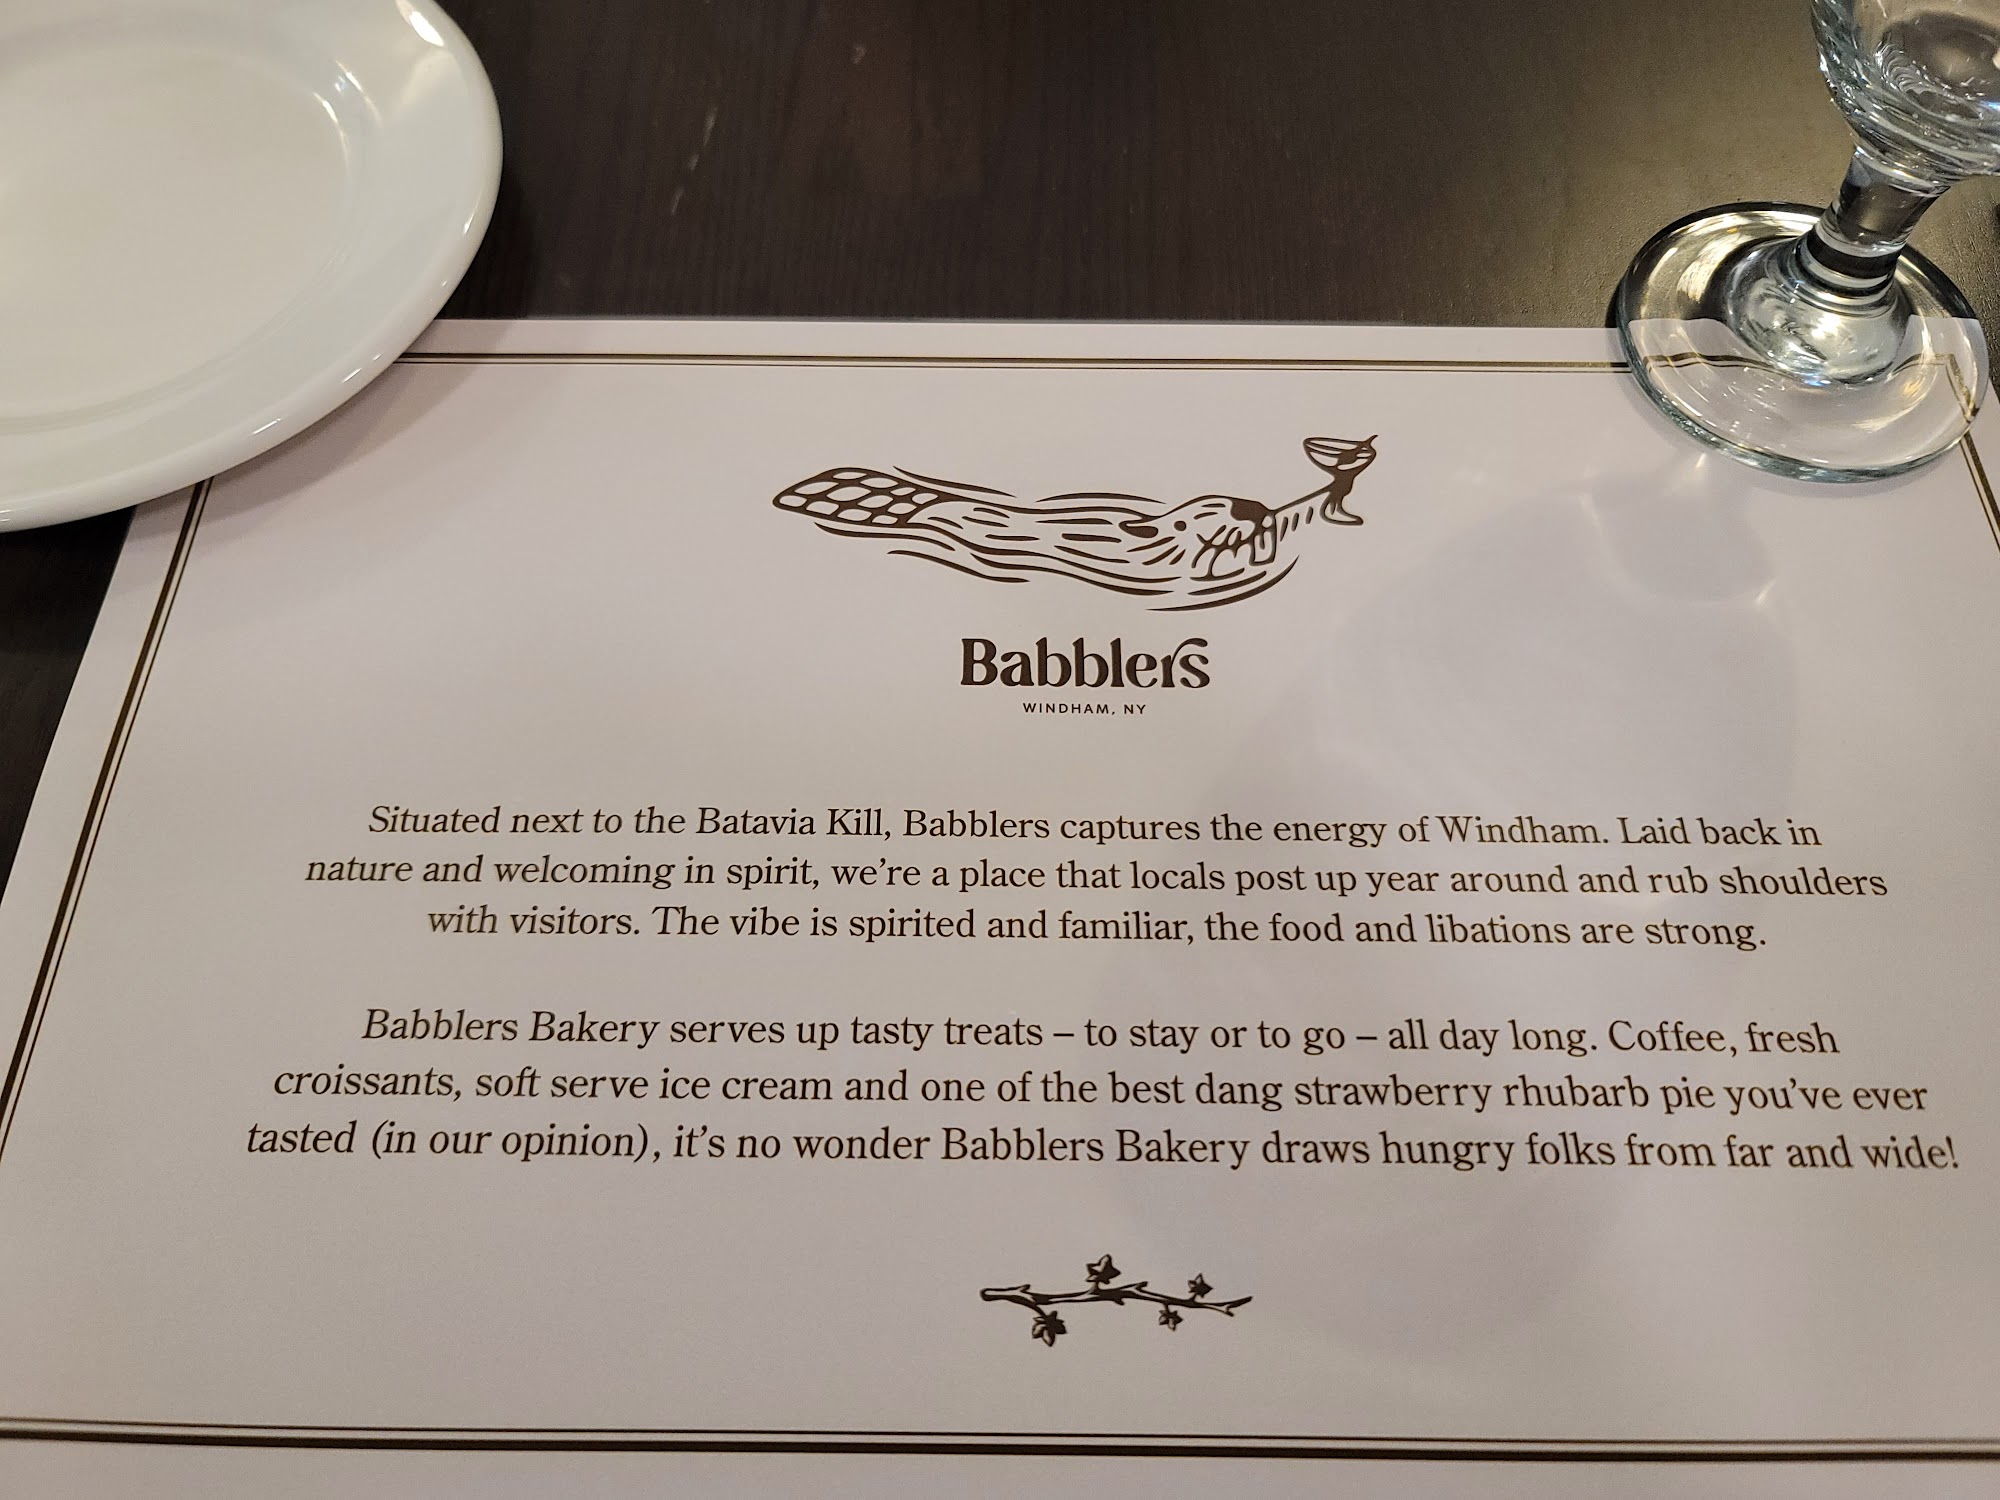 Babblers
WINDHAM, NY
Situated next to the Batavia Kill, Babblers captures the energy of Windham. Laid back in
nature and welcoming in spirit, we’re a place that locals post up year around and rub shoulders
with visitors. The vibe is spirited and familiar, the food and libations are strong.
Babblers Bakery serves up tasty treats – to stay or to go – all day long. Coffee, fresh
croissants, soft serve ice cream and one of the best dang strawberry rhubarb pie you’ve ever
tasted (in our opinion), it’s no wonder Babblers Bakery draws hungry folks from far and wide!